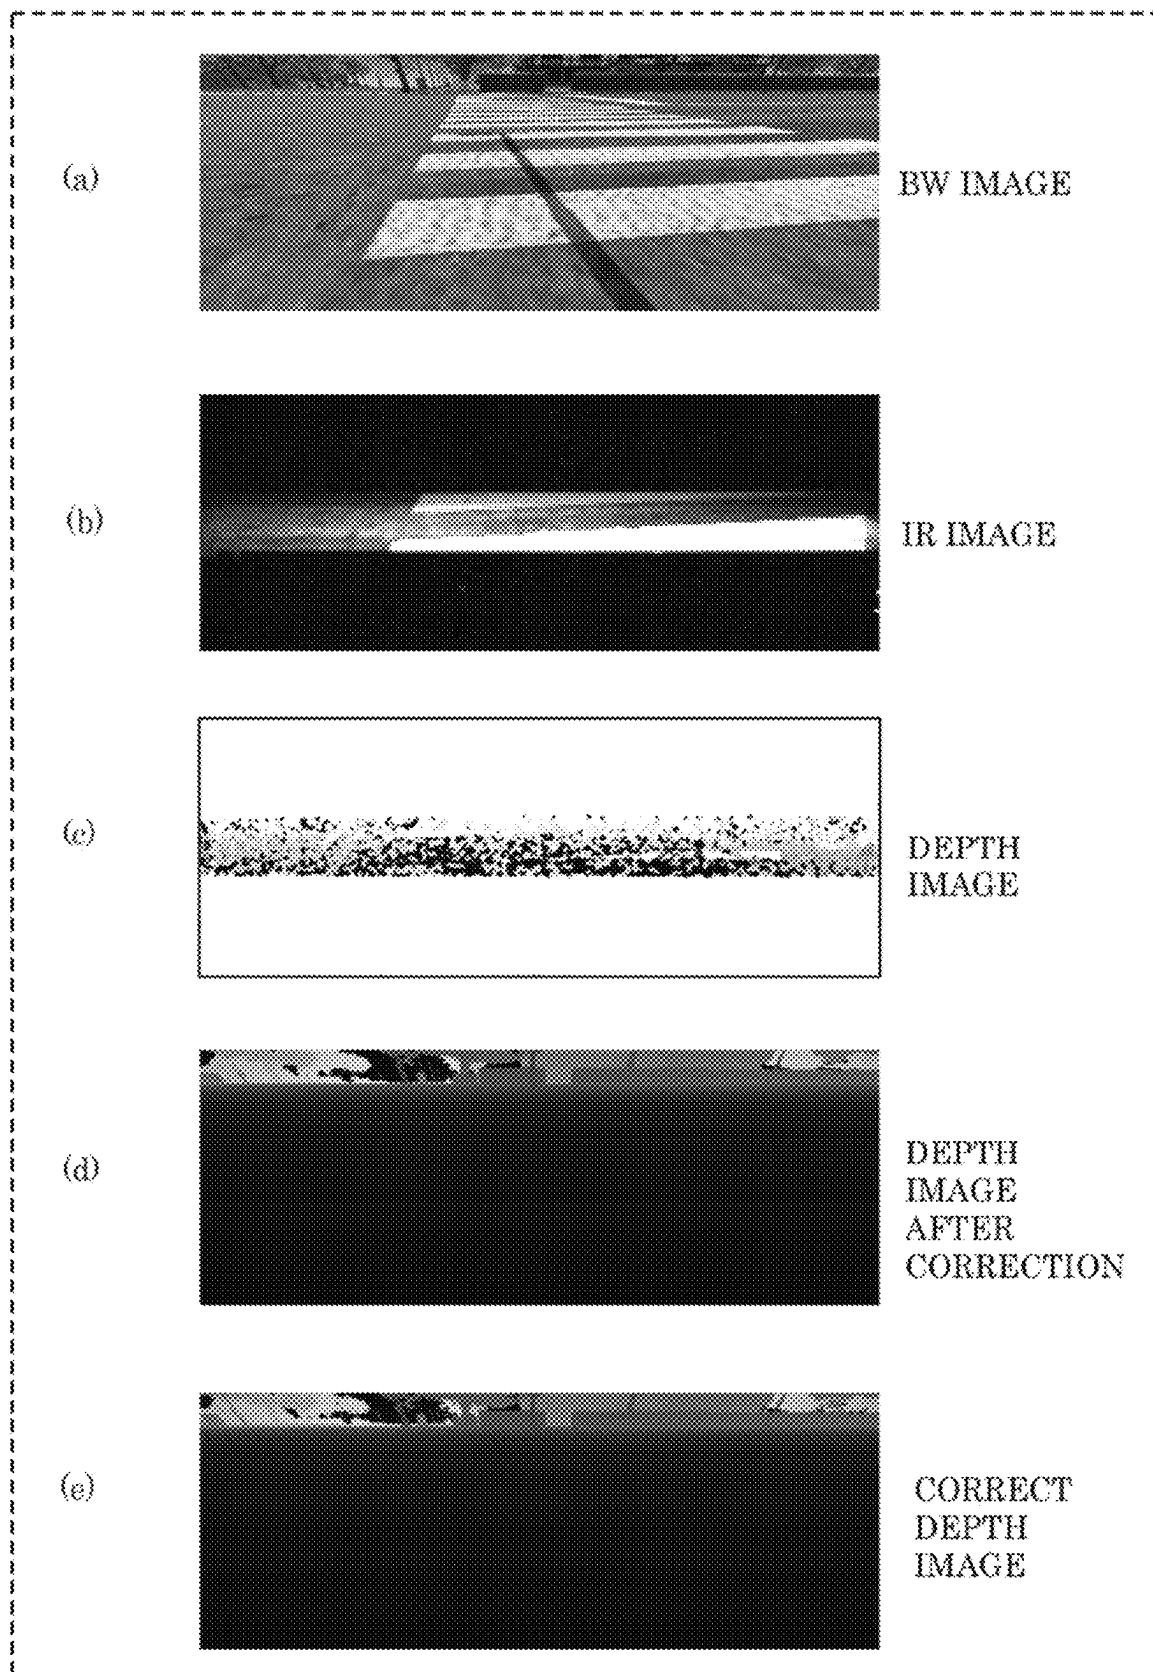 (a)
BW IMAGE
(b)
IR IMAGE
(c)
DEPTH
IMAGE
(d)
DEPTH
IMAGE
AFTER
CORRECTION
(e)
CORRECT
DEPTH
IMAGE